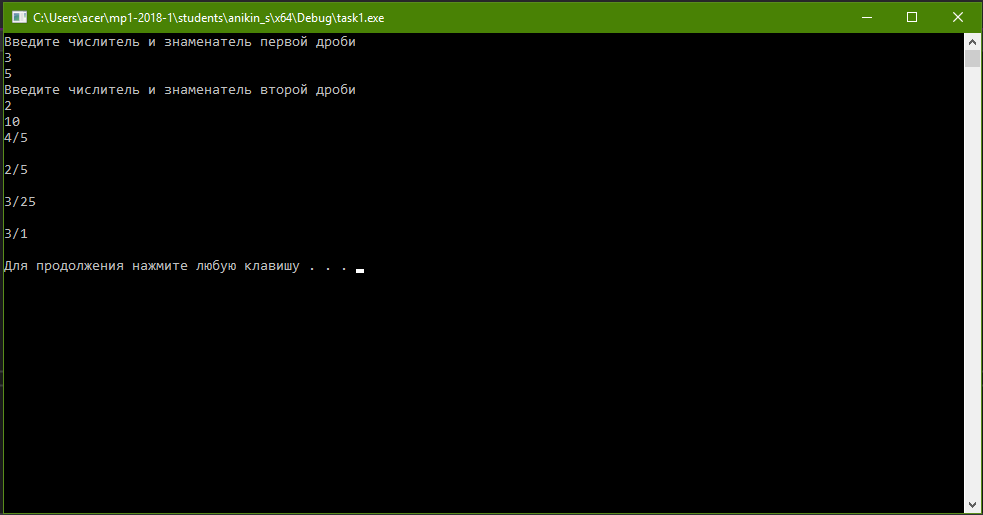 C:\Users\acer\mp1-2018-1\students\anikin_s\x64\Debug\task1.exe
Введите числитель и знаменатель первой дроби
3
5
Введите числитель и знаменатель второй дроби
2
10
4/5
2/5
3/25
3/1
Для продолжения нажмите любую клавишу . . .